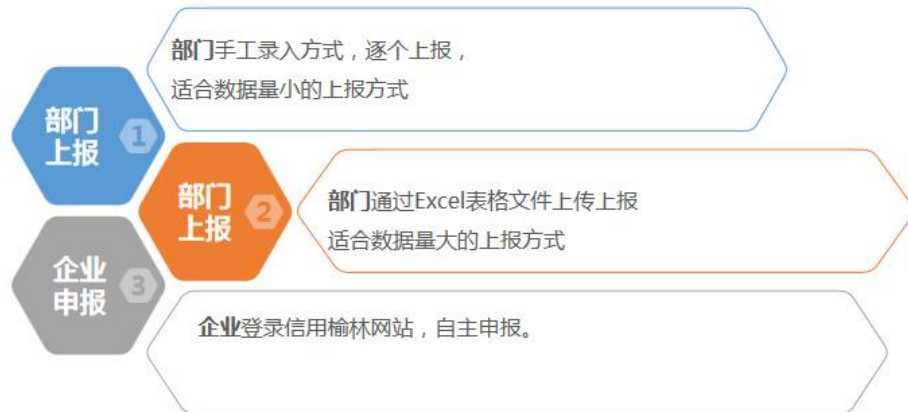 部门手工录入方式，逐个上报，
适合数据量小的上报方式
部门
上报
1
部门
上报
2
部门通过Excel表格文件上传上报
适合数据量大的上报方式
企业
申报
3
企业登录信用榆林网站，自主申报。